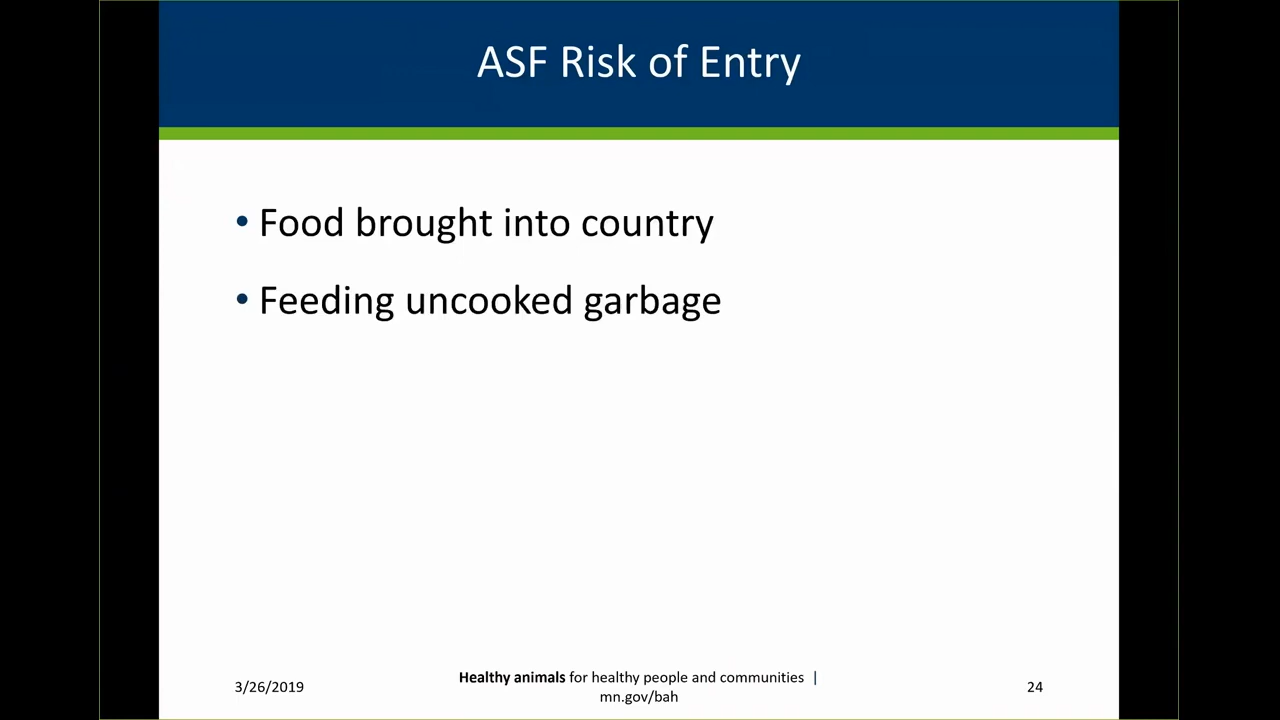 ASF Risk of Entry
• Food brought into country
• Feeding uncooked garbage
3/26/2019
Healthy animals for healthy people and communities |
mn.gov/bah
24